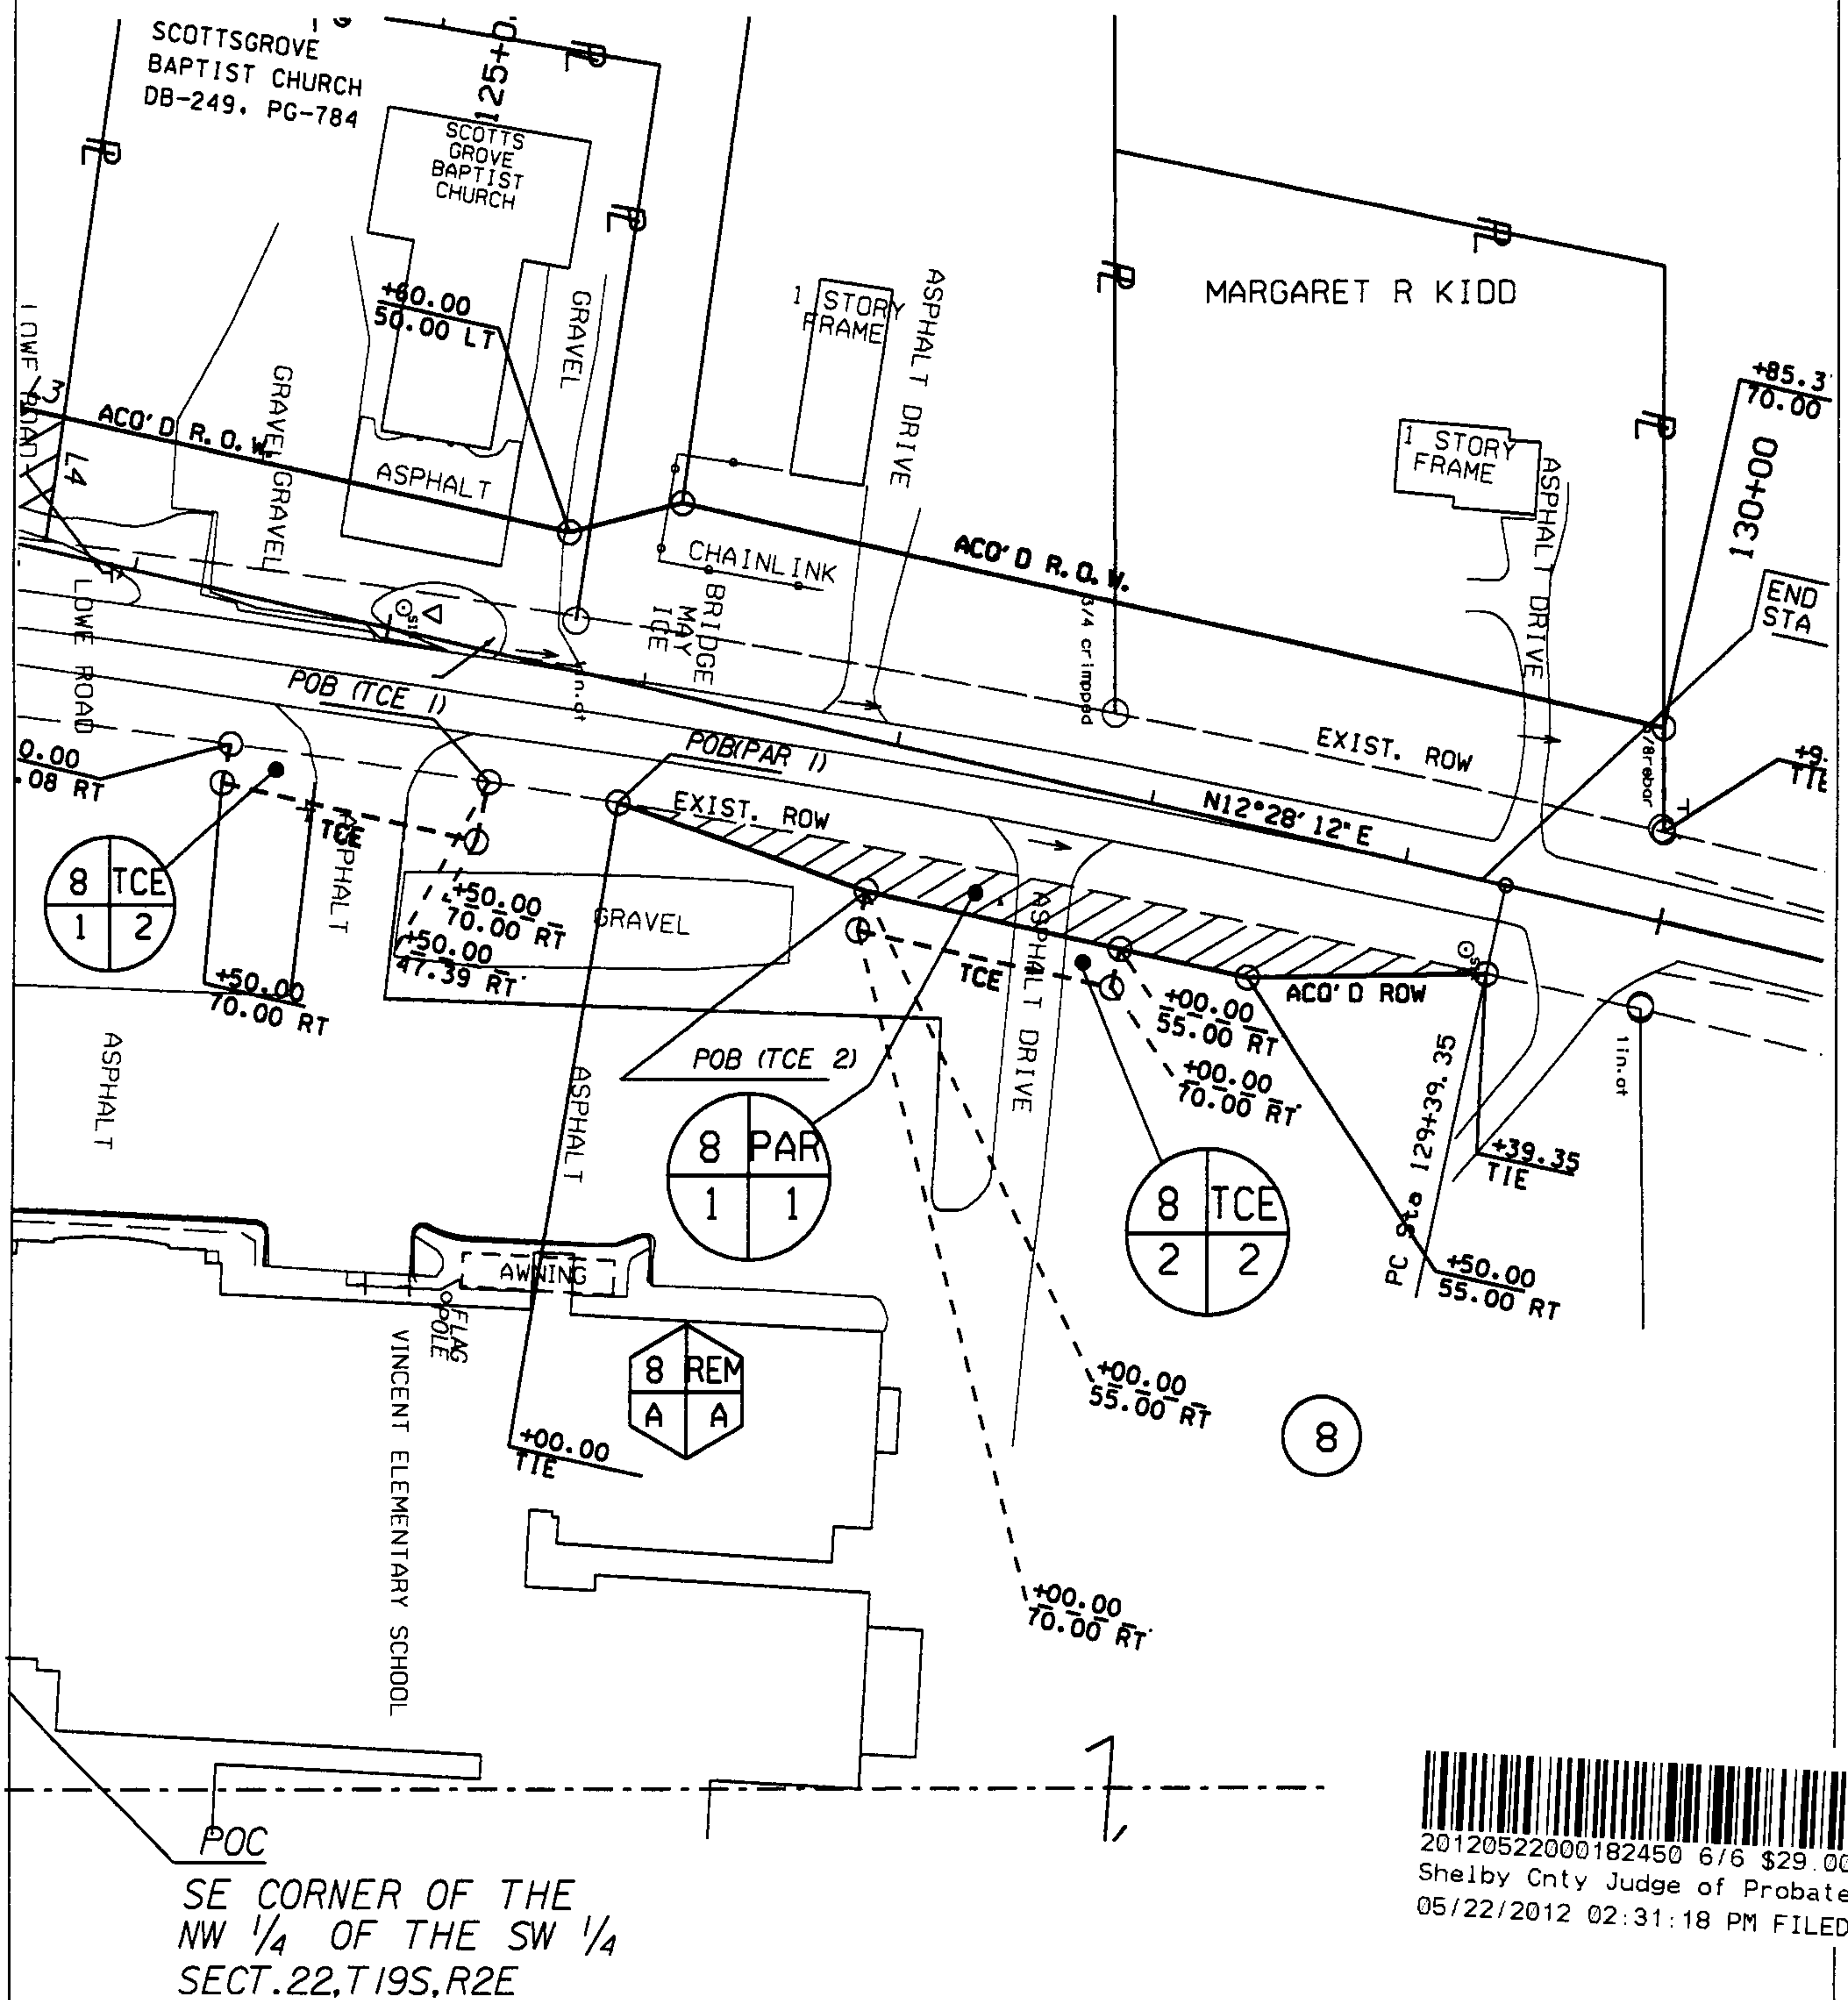 SCOTTSGROVE
BAPTIST CHURCH
DB-249, PG-784
PL
PL
PL
SCOTTS
GROVE
BAPTIST
CHURCH
+60.00
50.00 LT
GRAVEL
GRAVEL
GRAVEL
1 STORY
FRAME
ASPHALT DRIVE
PL
PL
MARGARET R KIDD
PL
+85.3
70.00
130+00
1 STORY
FRAME
ASPHALT DRIVE
L3
L4
ACQ'D R.O.W.
ASPHALT
CHAINLINK
ACQ'D R.O.W.
BRIDGE
MAY
ICE
3/4 crimped
END
STA
LOWE ROAD
POB (TCE 1)
POB(PAR 1)
EXIST. ROW
EXIST. ROW
N12°28'12"E
5/8rebar
+9.
TIE
0.00
.08 RT
TCE
ASPHALT
8 TCE
1 2
+50.00
70.00 RT
+50.00
47.39 RT
GRAVEL
+50.00
70.00 RT
TCE
ASPHALT DRIVE
ACQ'D ROW
+00.00
55.00 RT
+00.00
70.00 RT
POB (TCE 2)
8 PAR
1 1
8 TCE
2 2
PC Sta 129+39.35
+39.35
TIE
1in.ot
+50.00
55.00 RT
ASPHALT
ASPHALT
AWNING
FLAG
POLE
VINCENT ELEMENTARY SCHOOL
8 REM
A A
+00.00
TIE
+00.00
55.00 RT
8
+00.00
70.00 RT
POC
SE CORNER OF THE
NW 1/4 OF THE SW 1/4
SECT.22,T19S,R2E
20120522000182450 6/6 $29.00
Shelby Cnty Judge of Probate
05/22/2012 02:31:18 PM FILED